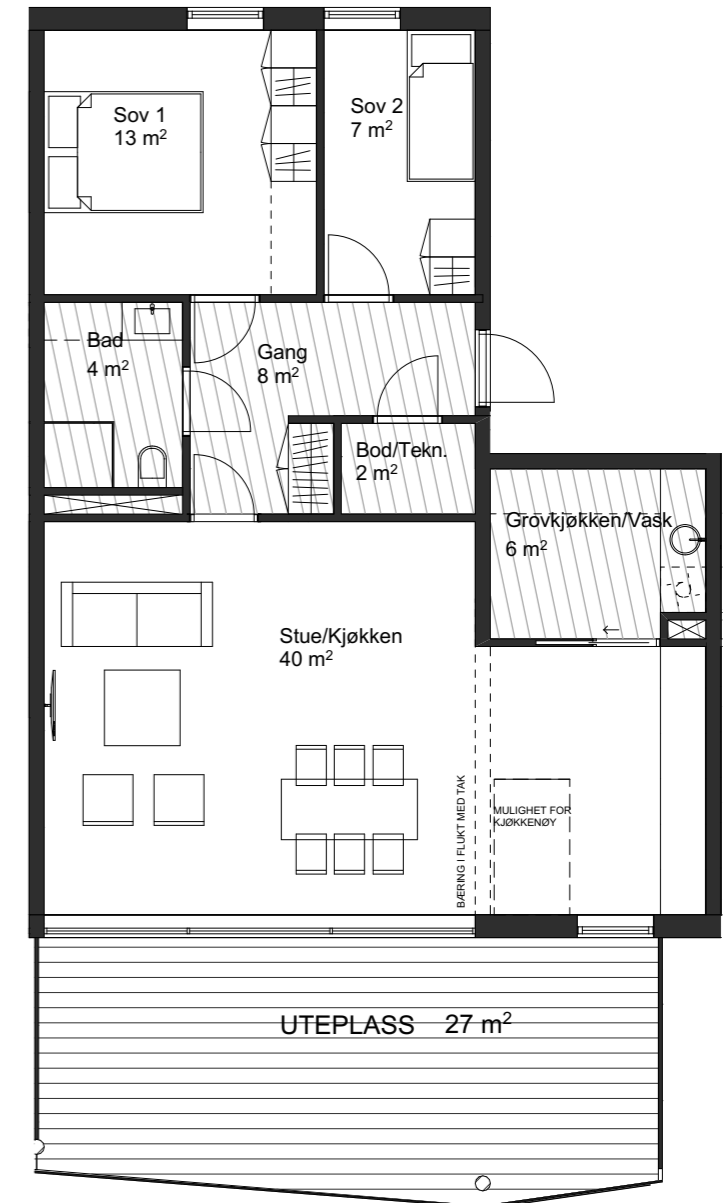 Sov 1
13 m²
Sov 2
7 m²
Bad
4 m²
Gang
8 m²
Bod/Tekn.
2 m²
Grovkjøkken/Vask
6 m²
Stue/Kjøkken
40 m²
BÆRING I FLUKT MED TAK
MULIGHET FOR
KJØKKENØY
UTEPLASS 27 m²